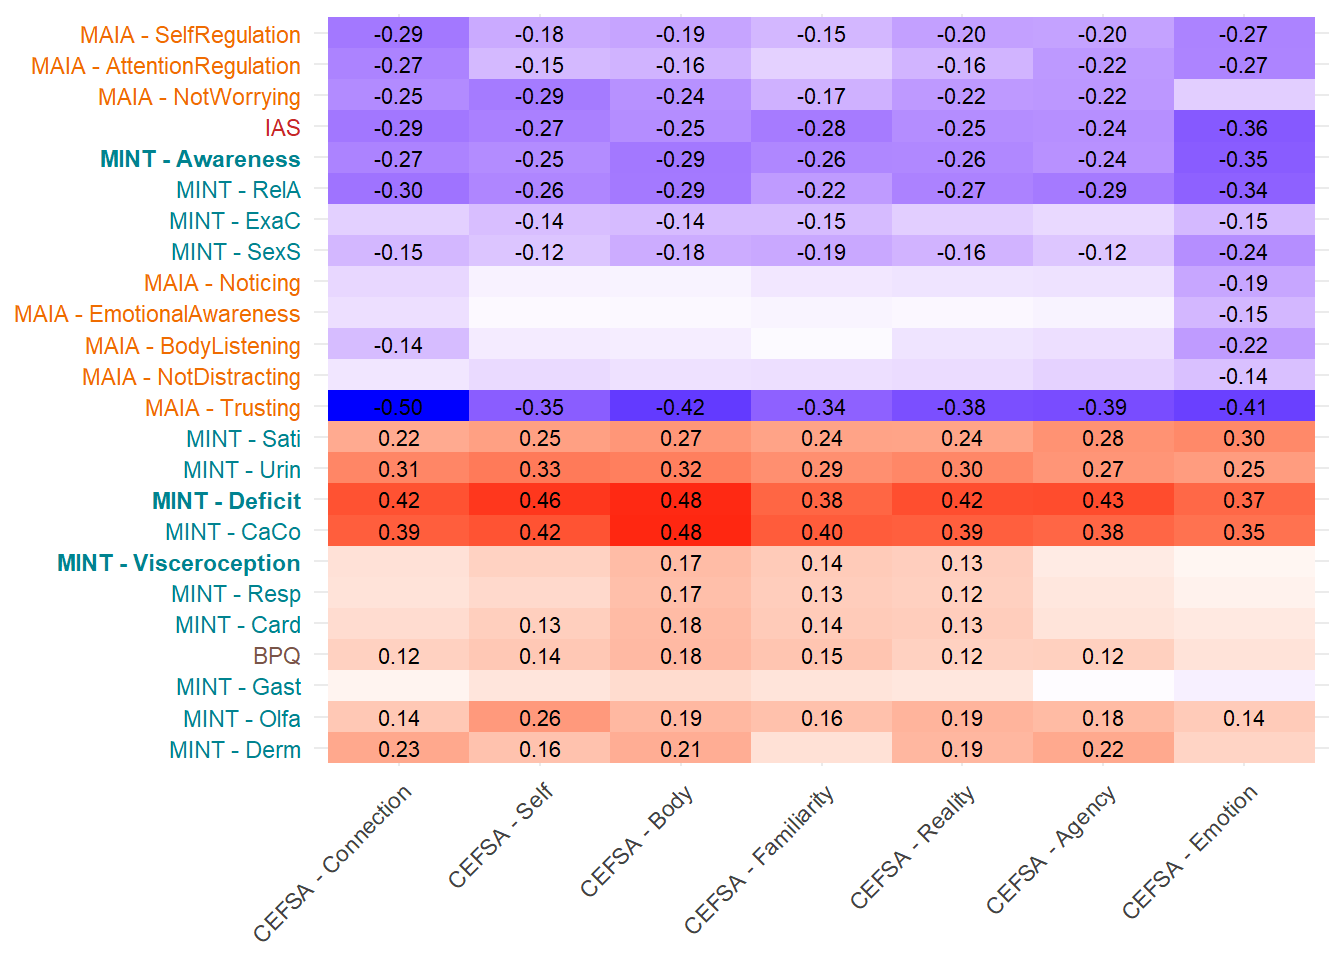 MAIA - SelfRegulation -0.29 -0.18 -0.19 -0.15 -0.20 -0.20 -0.27
MAIA - AttentionRegulation -0.27 -0.15 -0.16 -0.16 -0.22 -0.27
MAIA - NotWorrying -0.25 -0.29 -0.24 -0.17 -0.22 -0.22
IAS -0.29 -0.27 -0.25 -0.28 -0.25 -0.24 -0.36
MINT - Awareness -0.27 -0.25 -0.29 -0.26 -0.26 -0.24 -0.35
MINT - RelA -0.30 -0.26 -0.29 -0.22 -0.27 -0.29 -0.34
MINT - ExaC -0.14 -0.14 -0.15 -0.15
MINT - SexS -0.15 -0.12 -0.18 -0.19 -0.16 -0.12 -0.24
MAIA - Noticing -0.19
MAIA - EmotionalAwareness -0.15
MAIA - BodyListening -0.14 -0.22
MAIA - NotDistracting -0.14
MAIA - Trusting -0.50 -0.35 -0.42 -0.34 -0.38 -0.39 -0.41
MINT - Sati 0.22 0.25 0.27 0.24 0.24 0.28 0.30
MINT - Urin 0.31 0.33 0.32 0.29 0.30 0.27 0.25
MINT - Deficit 0.42 0.46 0.48 0.38 0.42 0.43 0.37
MINT - CaCo 0.39 0.42 0.48 0.40 0.39 0.38 0.35
MINT - Visceroception 0.17 0.14 0.13
MINT - Resp 0.17 0.13 0.12
MINT - Card 0.13 0.18 0.14 0.13
BPQ 0.12 0.14 0.18 0.15 0.12 0.12
MINT - Gast
MINT - Olfa 0.14 0.26 0.19 0.16 0.19 0.18 0.14
MINT - Derm 0.23 0.16 0.21 0.19 0.22
CEFSA - Connection
CEFSA - Self
CEFSA - Body
CEFSA - Familiarity
CEFSA - Reality
CEFSA - Agency
CEFSA - Emotion